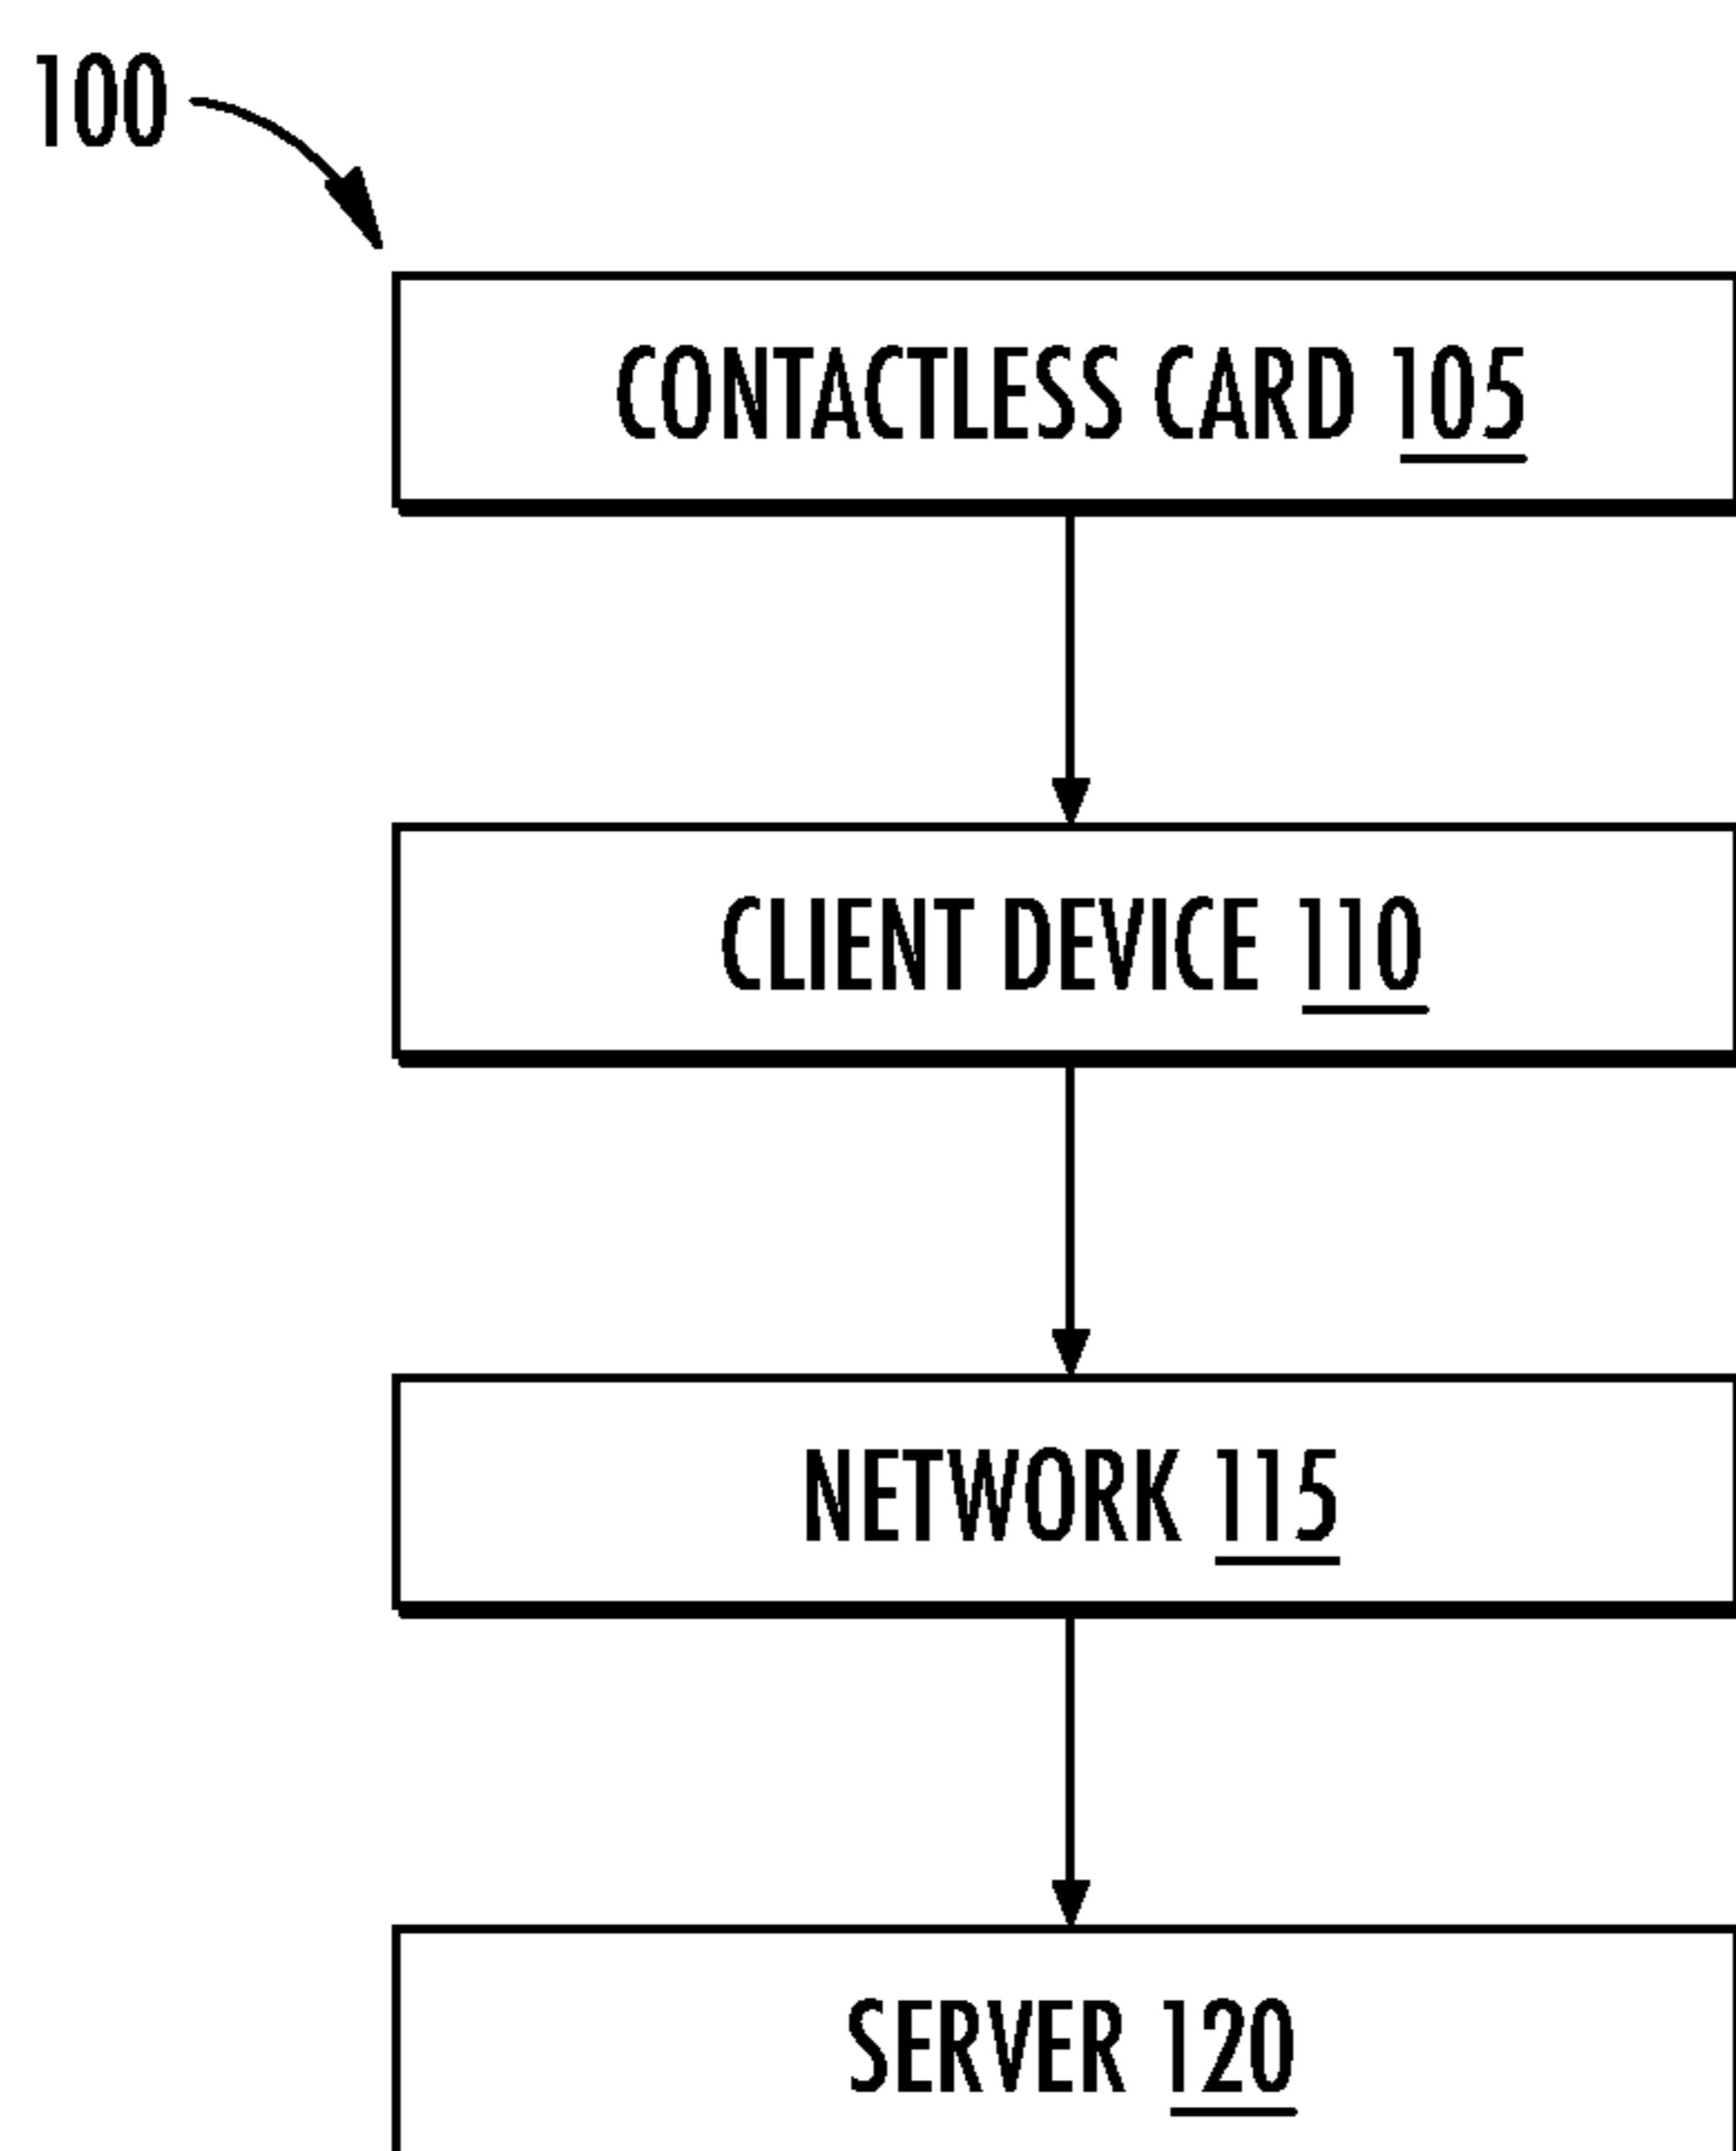 100
CONTACTLESS CARD 105
CLIENT DEVICE 110
NETWORK 115
SERVER 120